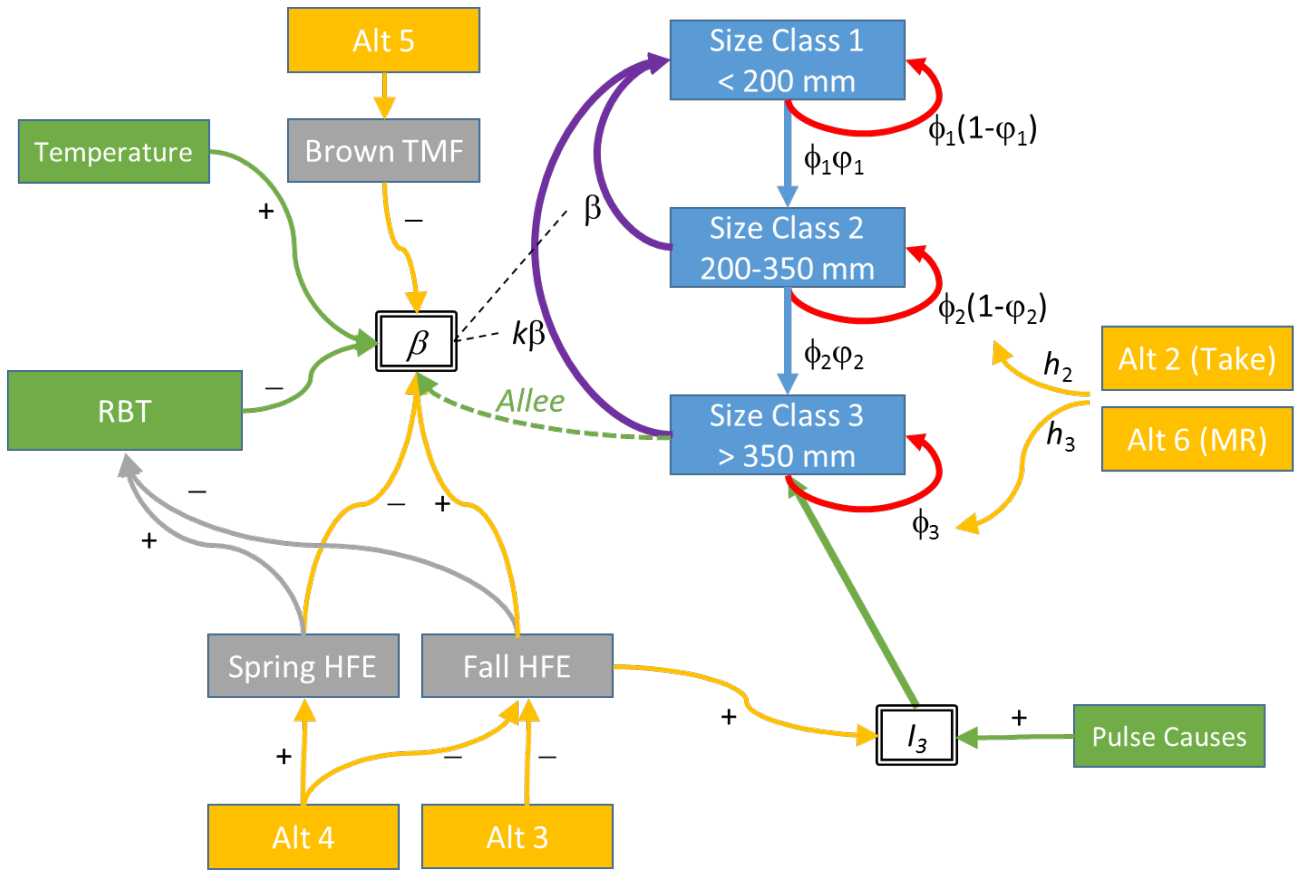 Alt 5
Size Class 1
< 200 mm
Brown TMF
Temperature
ϕ1(1-φ1)
ϕ1φ1
+
–
β
Size Class 2
200-350 mm
ϕ2(1-φ2)
β
kβ
ϕ2φ2
h2
Alt 2 (Take)
RBT
–
Allee
Size Class 3
> 350 mm
h3
Alt 6 (MR)
–
+
–
+
ϕ3
Spring HFE
Fall HFE
+
I3
+
Pulse Causes
+
–
–
Alt 4
Alt 3